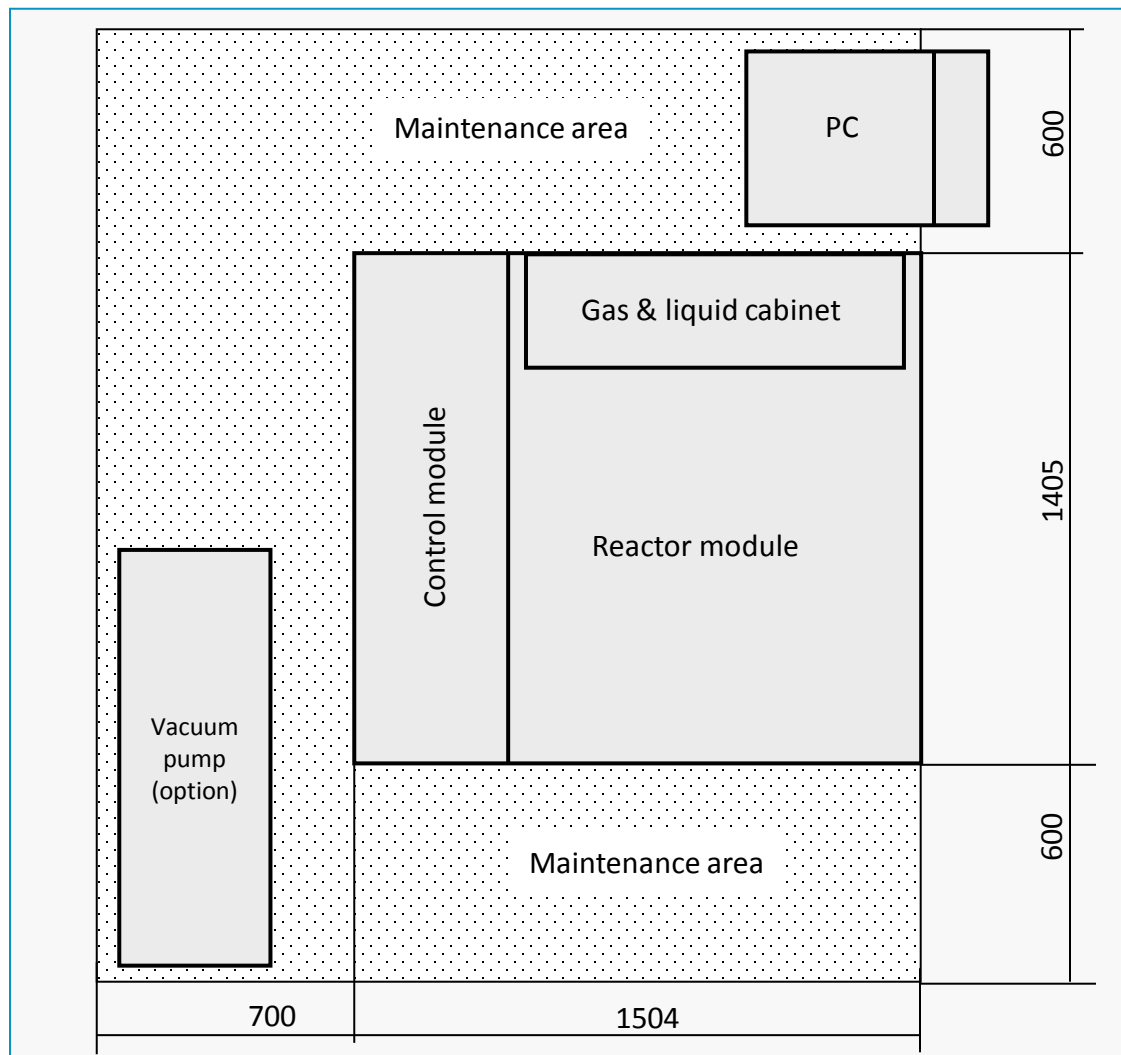 Maintenance area
PC
600
Gas & liquid cabinet
Control module
1405
Reactor module
Vacuum
pump
(option)
600
Maintenance area
700
1504